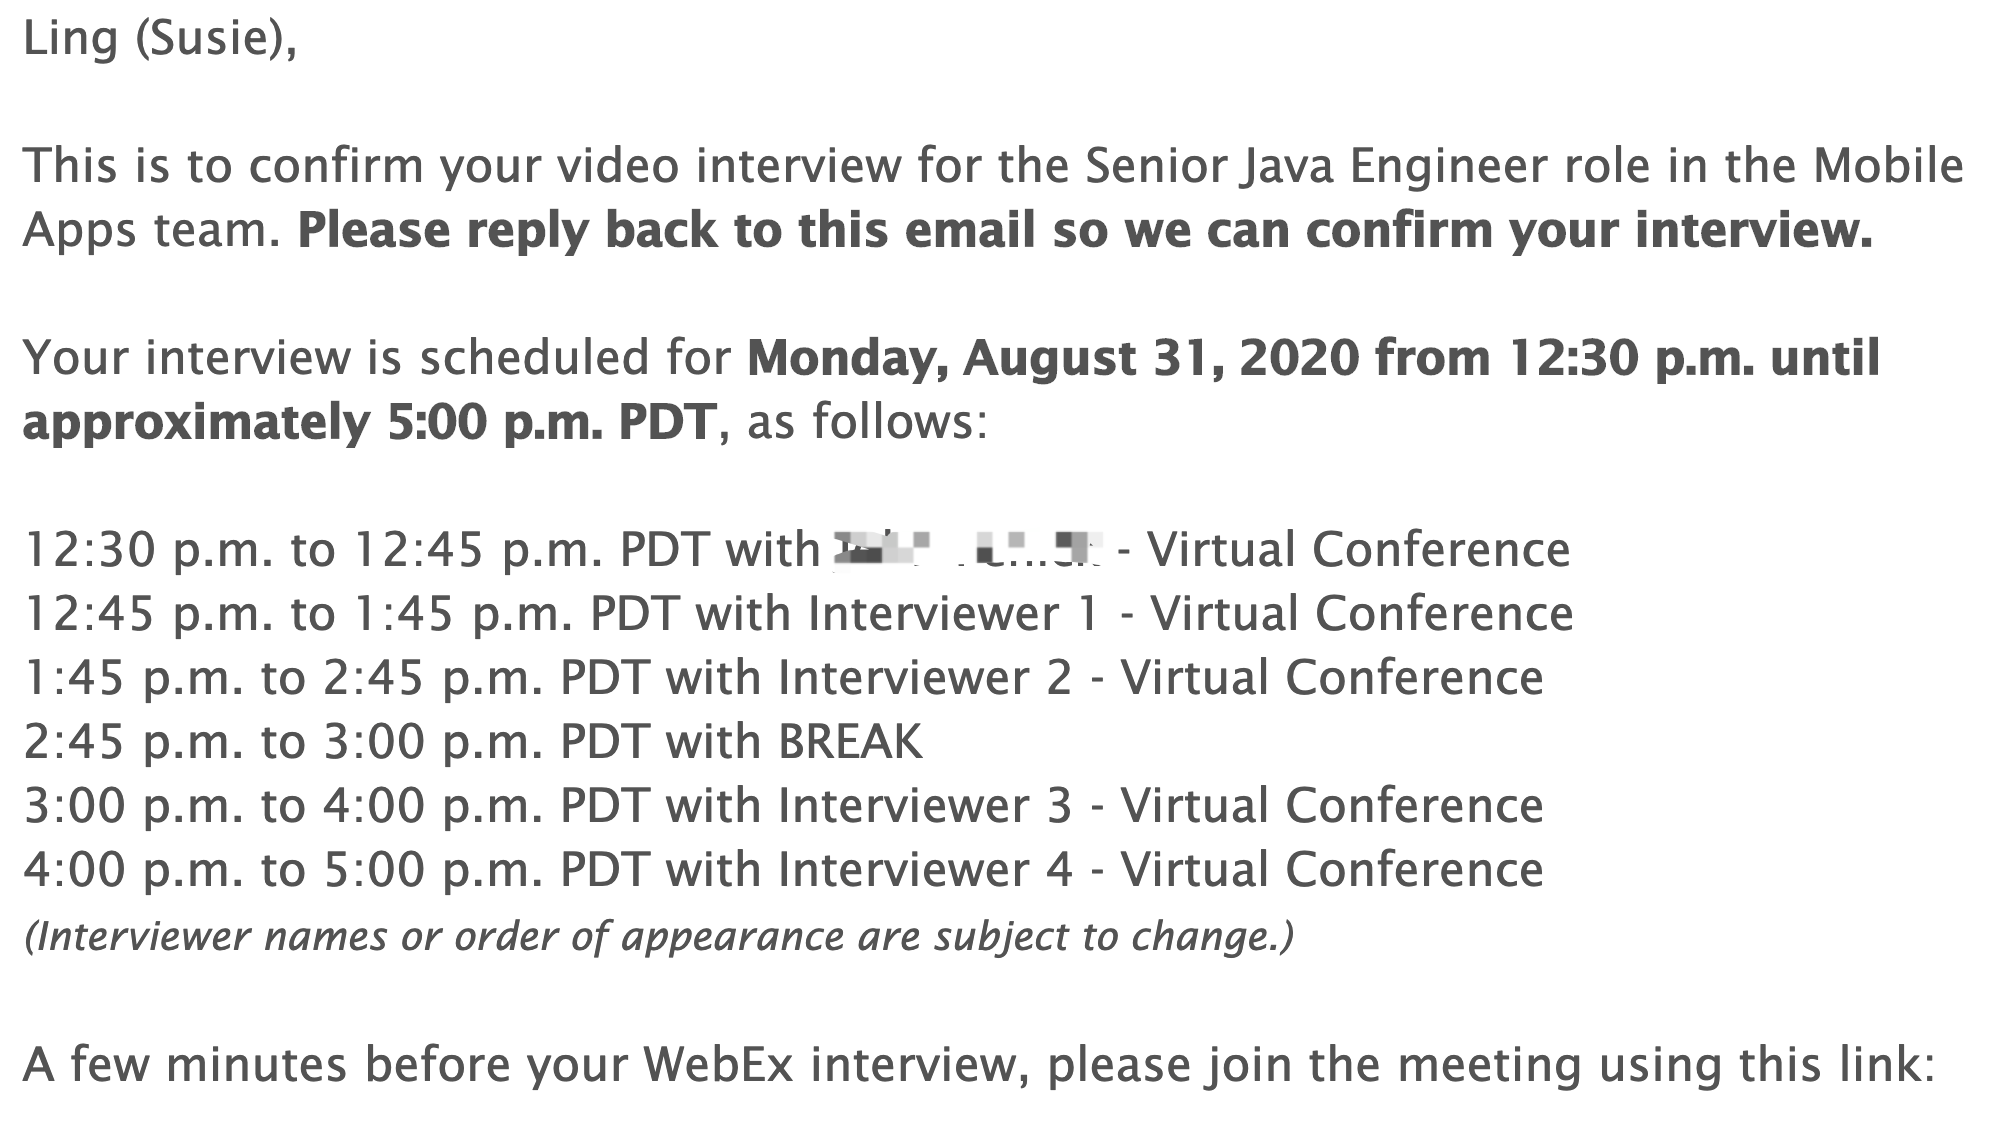 Ling (Susie),
This is to confirm your video interview for the Senior Java Engineer role in the Mobile
Apps team. Please reply back to this email so we can confirm your interview.
Your interview is scheduled for Monday, August 31, 2020 from 12:30 p.m. until
approximately 5:00 p.m. PDT, as follows:
12:30 p.m. to 12:45 p.m. PDT with - Virtual Conference
12:45 p.m. to 1:45 p.m. PDT with Interviewer 1 - Virtual Conference
1:45 p.m. to 2:45 p.m. PDT with Interviewer 2 - Virtual Conference
2:45 p.m. to 3:00 p.m. PDT with BREAK
3:00 p.m. to 4:00 p.m. PDT with Interviewer 3 - Virtual Conference
4:00 p.m. to 5:00 p.m. PDT with Interviewer 4 - Virtual Conference
(Interviewer names or order of appearance are subject to change.)
A few minutes before your WebEx interview, please join the meeting using this link: